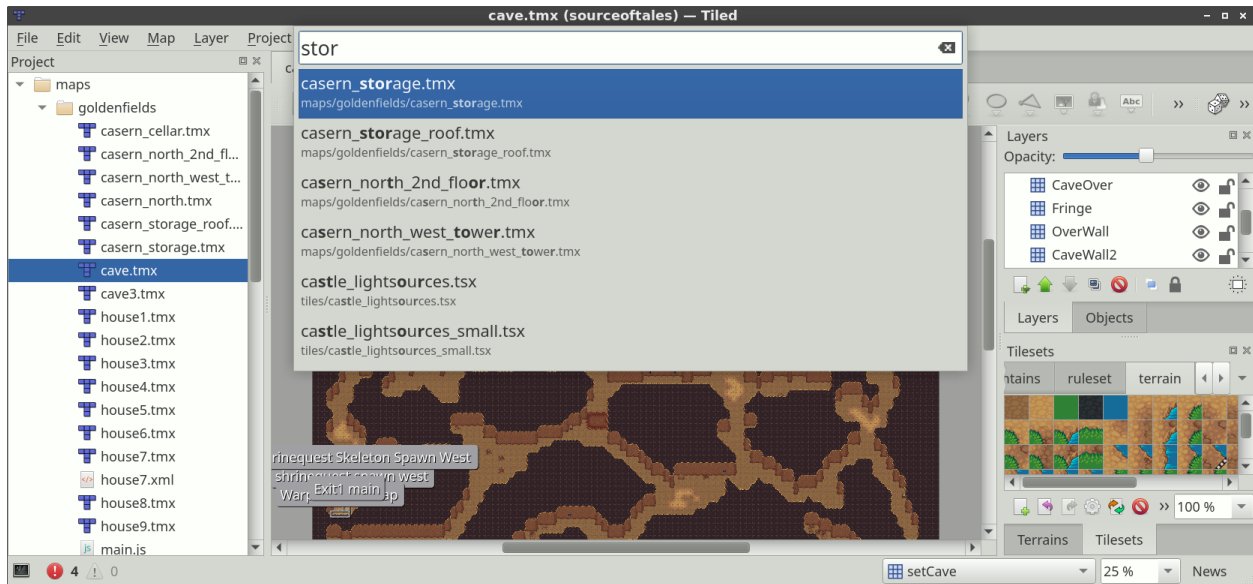 cave.tmx (sourceoftales) — Tiled
File Edit View Map Layer Project
Project
maps
goldenfields
casern_cellar.tmx
casern_north_2nd_fl...
casern_north_west_t...
casern_north.tmx
casern_storage_roof....
casern_storage.tmx
cave.tmx
cave3.tmx
house1.tmx
house2.tmx
house3.tmx
house4.tmx
house5.tmx
house6.tmx
house7.tmx
house7.xml
house8.tmx
house9.tmx
main.js
stor
casern_storage.tmx
maps/goldenfields/casern_storage.tmx
casern_storage_roof.tmx
maps/goldenfields/casern_storage_roof.tmx
casern_north_2nd_floor.tmx
maps/goldenfields/casern_north_2nd_floor.tmx
casern_north_west_tower.tmx
maps/goldenfields/casern_north_west_tower.tmx
castle_lightsources.tsx
tiles/castle_lightsources.tsx
castle_lightsources_small.tsx
tiles/castle_lightsources_small.tsx
rinequest Skeleton Spawn West
Exit1 main
Abc
Layers
Opacity:
CaveOver
Fringe
OverWall
CaveWall2
Layers Objects
Tilesets
ntains ruleset terrain
100 %
Terrains Tilesets
4 0
setCave 25 % News